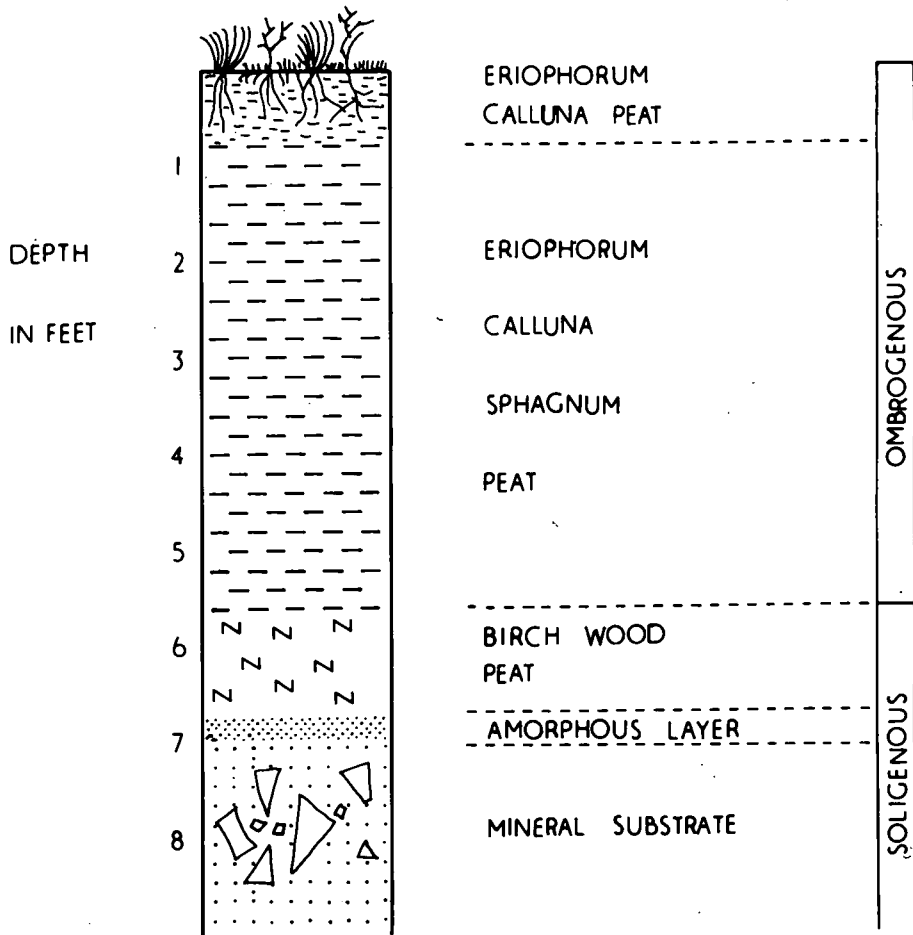 ERIOPHORUM
CALLUNA PEAT
1
DEPTH
2
ERIOPHORUM
IN FEET
CALLUNA
3
SPHAGNUM
4
PEAT
5
OMBROGENOUS
6
BIRCH WOOD
PEAT
7
AMORPHOUS LAYER
8
MINERAL SUBSTRATE
SOLIGENOUS